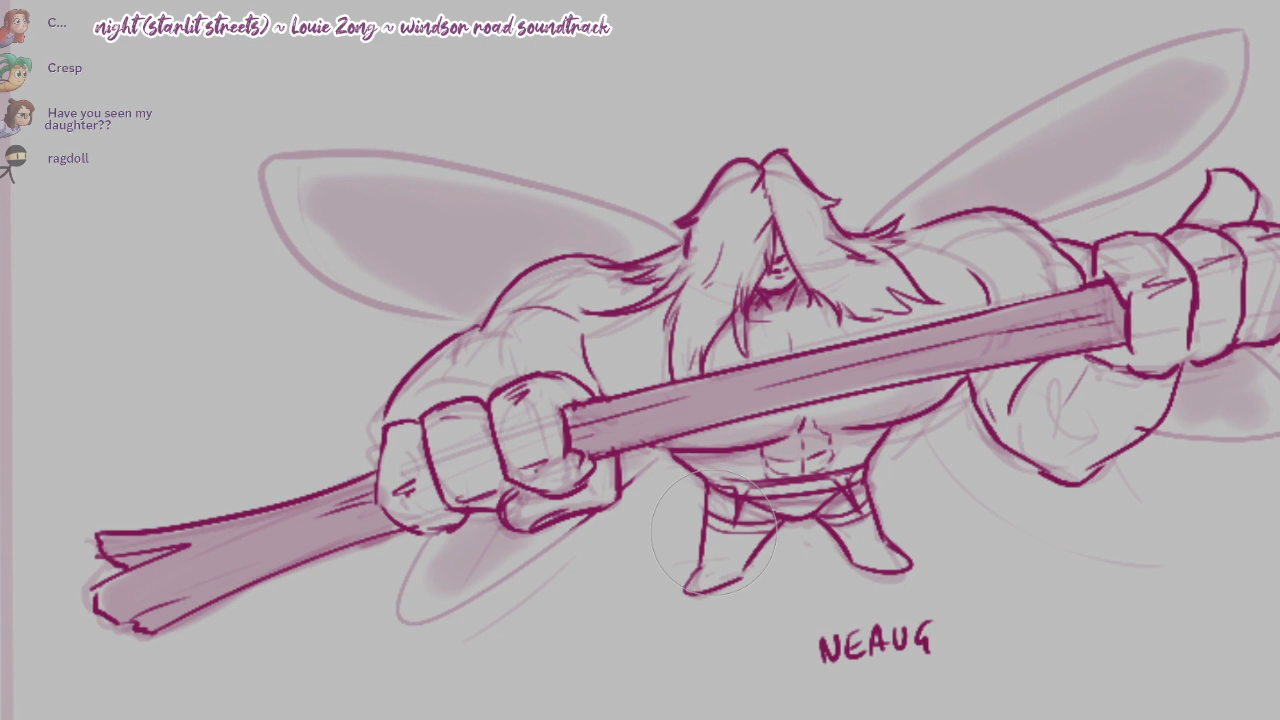 night (starlit streets) ~ Louie Zong ~ windsor road soundtrack
C...
Cresp
Have you seen my
daughter??
ragdoll
NEAUG